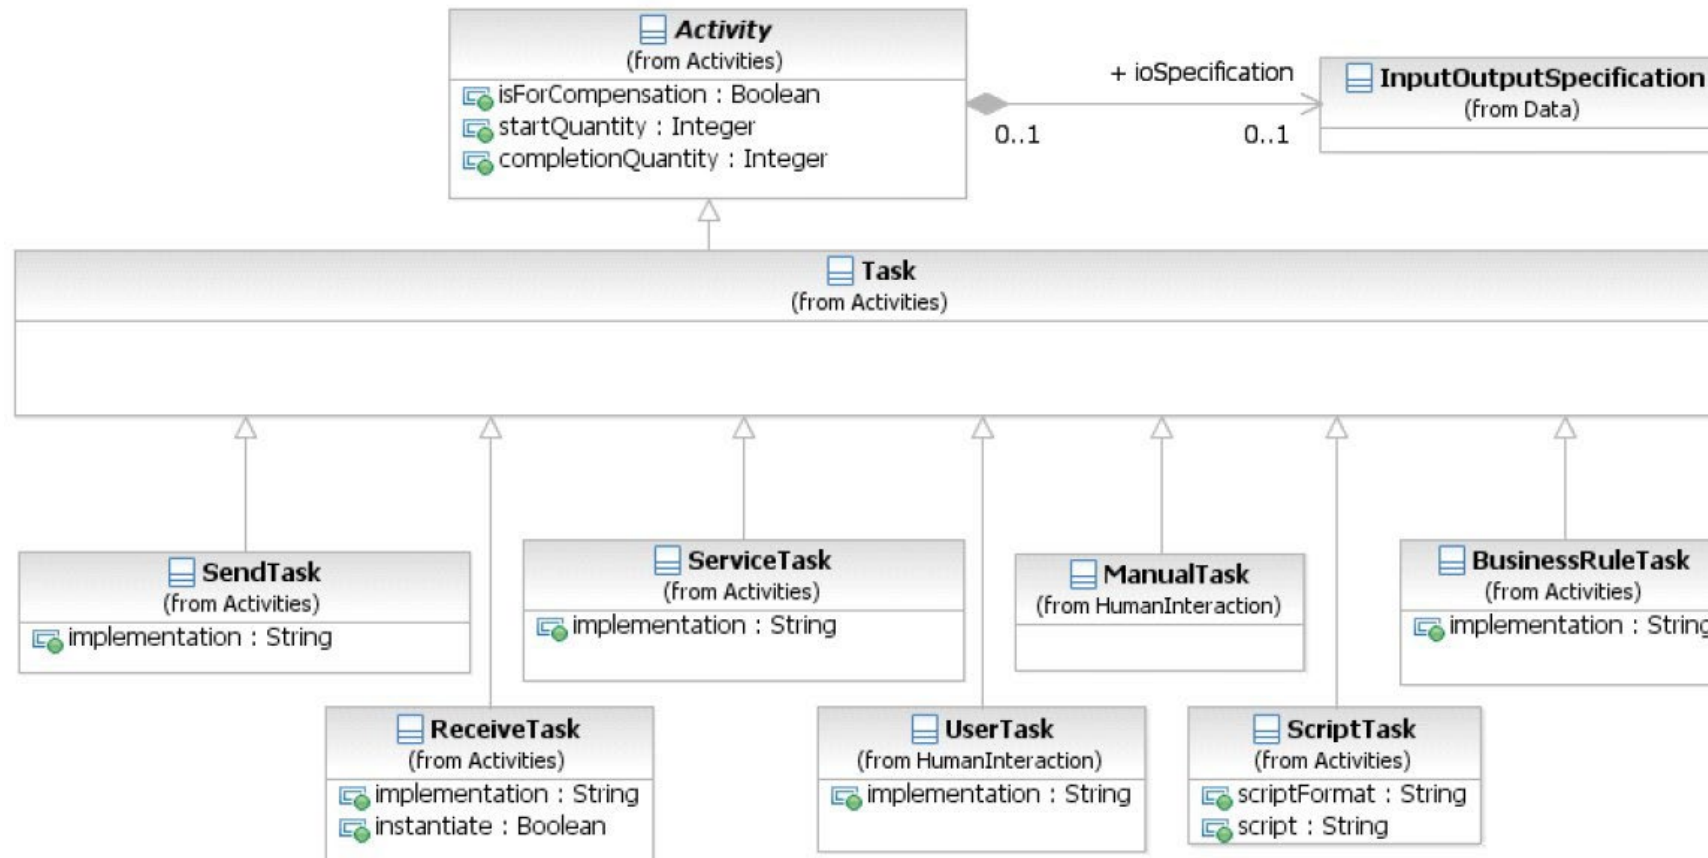 Activity
(from Activities)
isForCompensation : Boolean
startQuantity : Integer
completionQuantity : Integer
+ ioSpecification
0..1
0..1
InputOutputSpecification
(from Data)
Task
(from Activities)
SendTask
(from Activities)
implementation : String
ServiceTask
(from Activities)
implementation : String
ManualTask
(from HumanInteraction)
BusinessRuleTask
(from Activities)
implementation : String
ReceiveTask
(from Activities)
implementation : String
instantiate : Boolean
UserTask
(from HumanInteraction)
implementation : String
ScriptTask
(from Activities)
scriptFormat : String
script : String